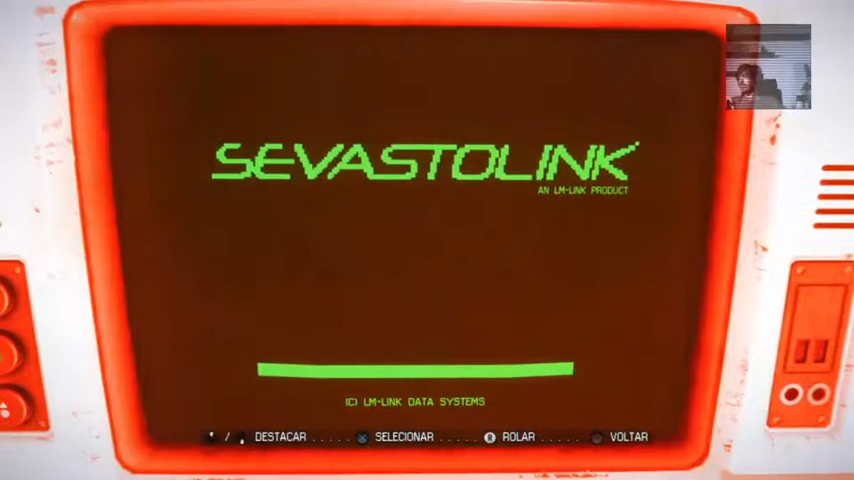 SEVASTOLINK
AN LM-LINK PRODUCT
(C) LM-LINK DATA SYSTEMS
/ DESTACAR ..... SELECIONAR ..... R ROLAR ..... VOLTAR